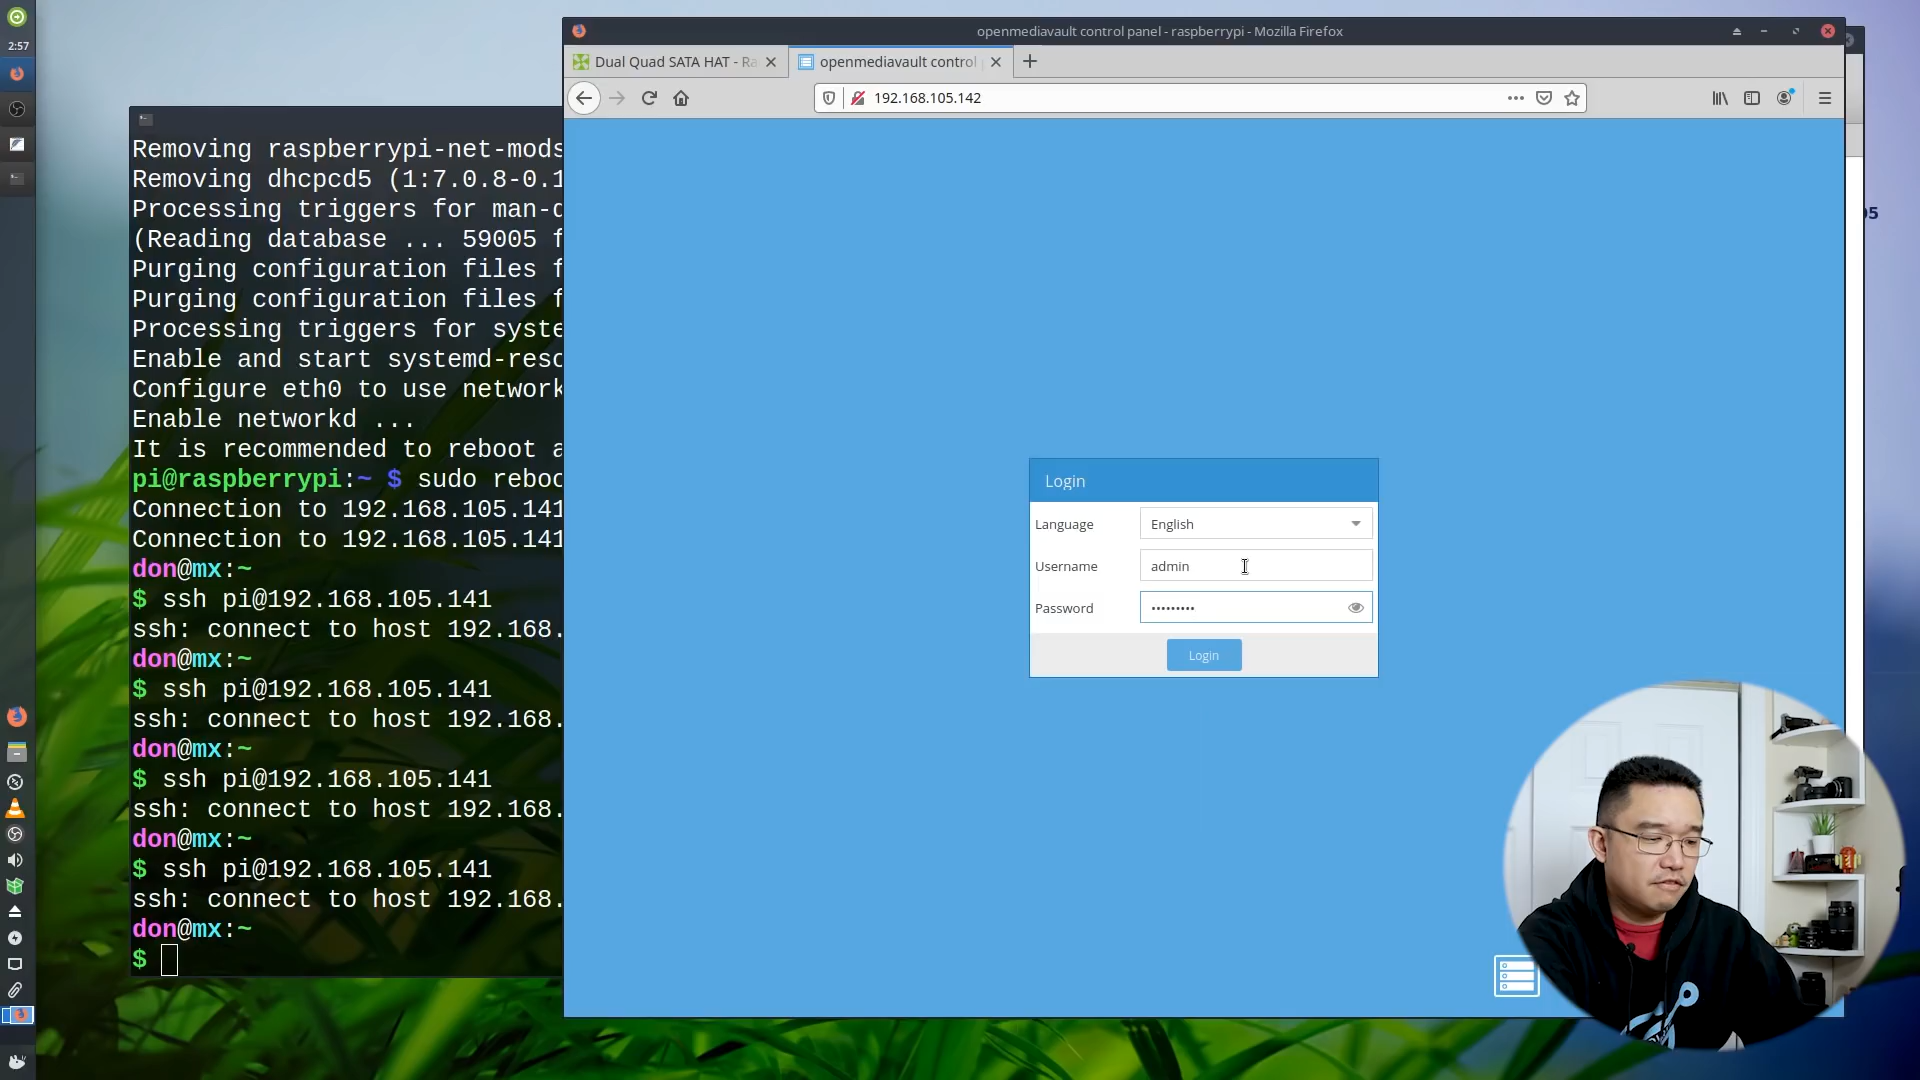 openmediavault control panel - raspberrypi - Mozilla Firefox
2:57
Dual Quad SATA HAT - Ra
openmediavault control
192.168.105.142
Removing raspberrypi-net-mods
Removing dhcpcd5 (1:7.0.8-0.1
Processing triggers for man-d
(Reading database ... 59005 f
Purging configuration files f
Purging configuration files f
Processing triggers for syste
Enable and start systemd-reso
Configure eth0 to use network
Enable networkd ...
It is recommended to reboot a
pi@raspberrypi:~ $ sudo reboo
Connection to 192.168.105.141
Connection to 192.168.105.141
don@mx:~
$ ssh pi@192.168.105.141
ssh: connect to host 192.168.
don@mx:~
$ ssh pi@192.168.105.141
ssh: connect to host 192.168.
don@mx:~
$ ssh pi@192.168.105.141
ssh: connect to host 192.168.
don@mx:~
$ ssh pi@192.168.105.141
ssh: connect to host 192.168.
don@mx:~
$
Login
Language English
Username admin
Password •••••••••
Login